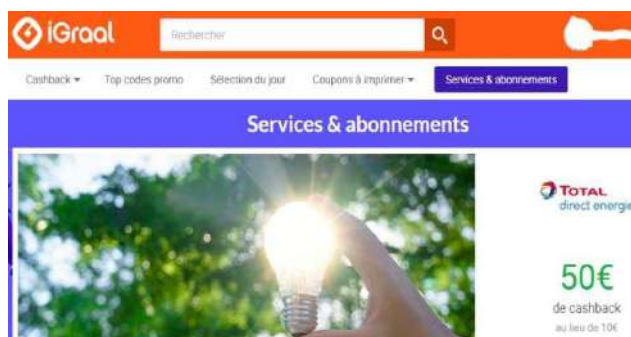 iGraal
Rechercher
Cashback Top codes promo Sélection du jour Coupons à imprimer Services & abonnements
Services & abonnements
TOTAL
direct energie
50€
de cashback
au lieu de 10€